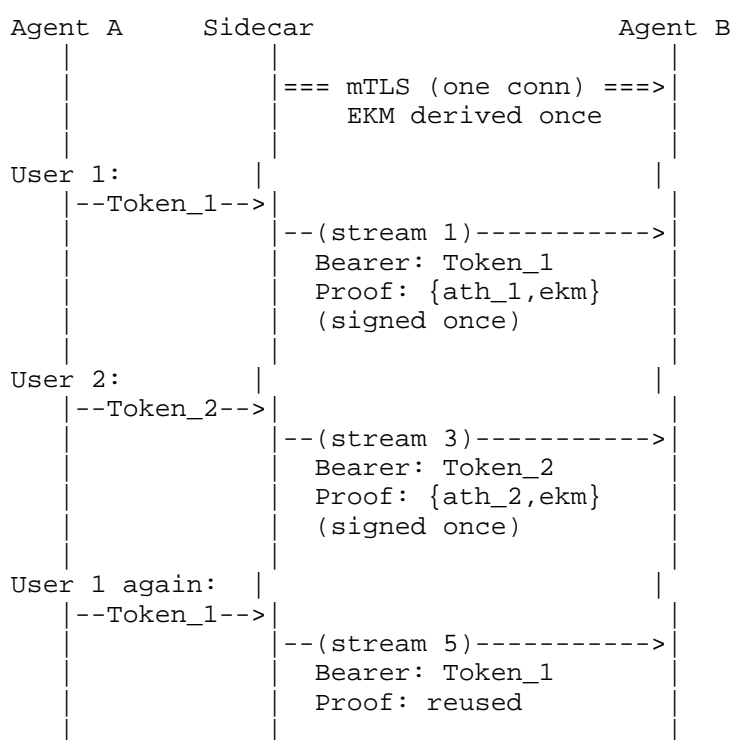 Agent A     Sidecar                    Agent B
   |            |                         |
   |            |=== mTLS (one conn) ===>|
   |            |    EKM derived once     |
   |            |                         |
User 1:        |                         |
   |--Token_1-->|                         |
   |            |--(stream 1)----------->|
   |            |  Bearer: Token_1        |
   |            |  Proof: {ath_1,ekm}     |
   |            |  (signed once)          |
   |            |                         |
User 2:        |                         |
   |--Token_2-->|                         |
   |            |--(stream 3)----------->|
   |            |  Bearer: Token_2        |
   |            |  Proof: {ath_2,ekm}     |
   |            |  (signed once)          |
   |            |                         |
User 1 again:  |                         |
   |--Token_1-->|                         |
   |            |--(stream 5)----------->|
   |            |  Bearer: Token_1        |
   |            |  Proof: reused          |
   |            |                         |